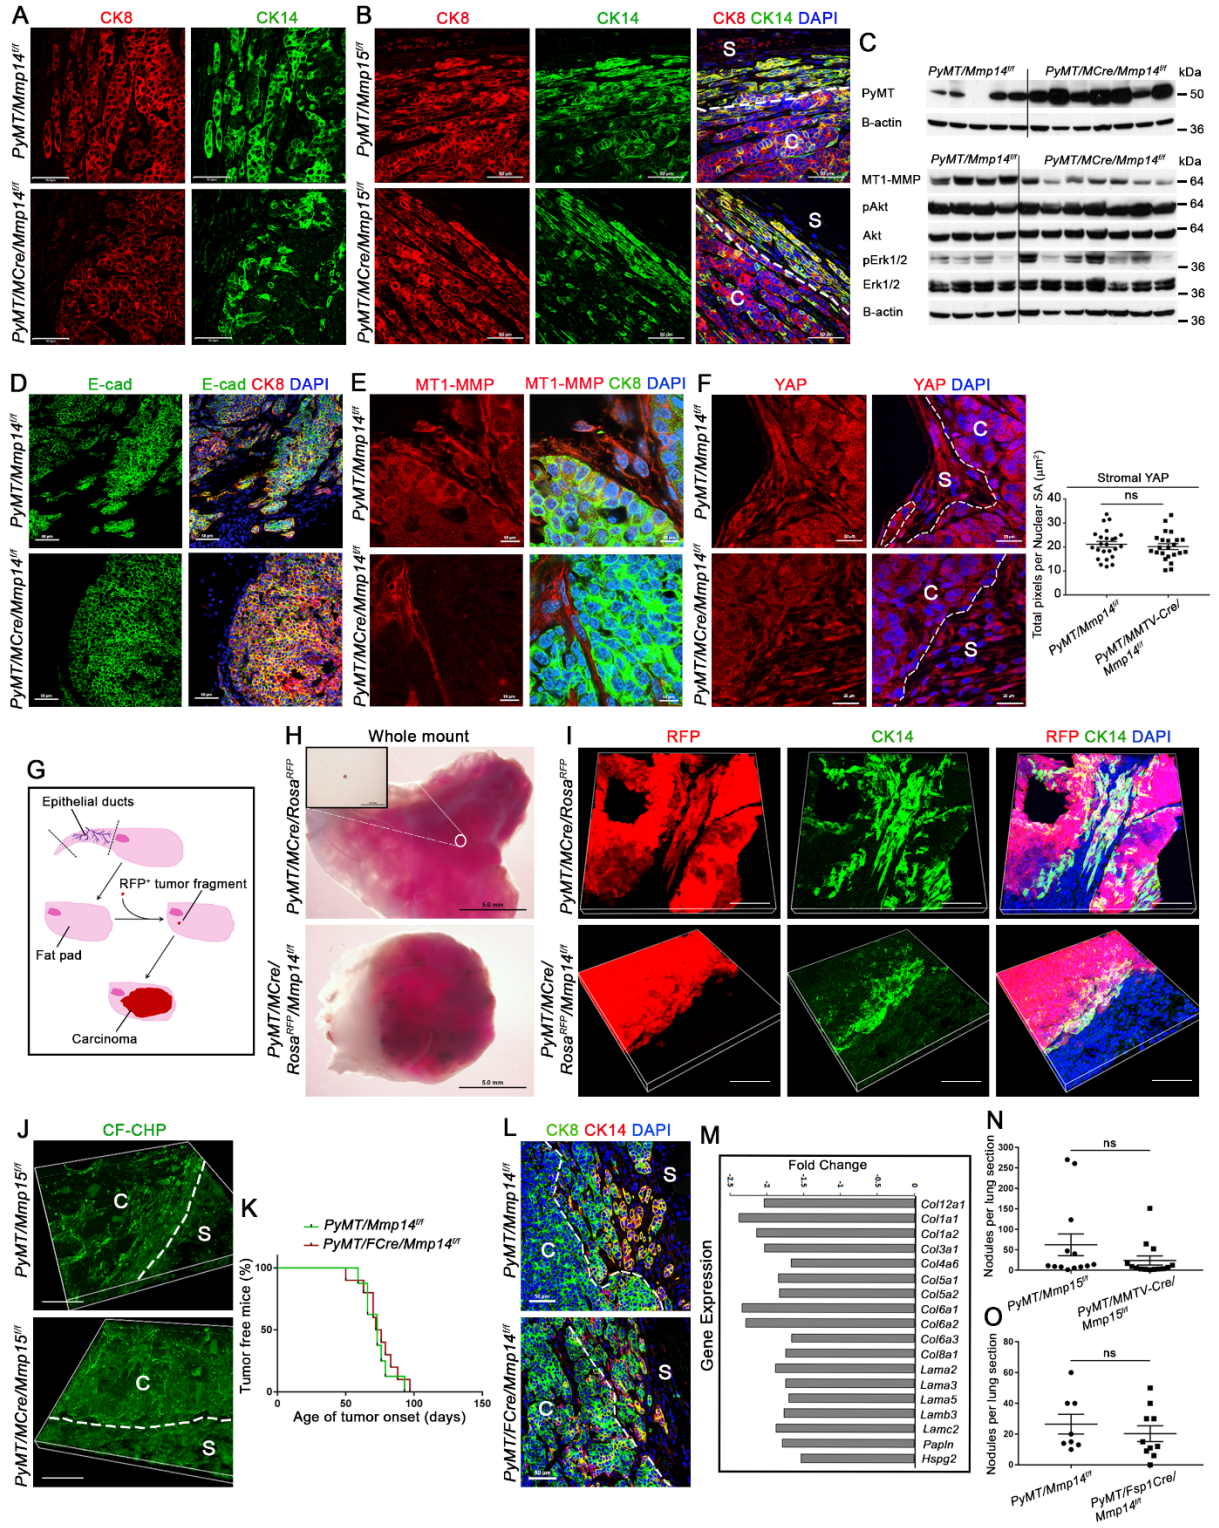 A
CK8
CK14
PyMT/Mmp14f/f
PyMT/MCre/Mmp14f/f
B
CK8
CK14
CK8 CK14 DAPI
PyMT/Mmp15f/f
PyMT/MCre/Mmp15f/f
S
C
S
C
50 μm
C
PyMT/Mmp14f/f
PyMT/MCre/Mmp14f/f
kDa
PyMT
50
B-actin
36
PyMT/Mmp14f/f
PyMT/MCre/Mmp14f/f
kDa
MT1-MMP
64
pAkt
64
Akt
pErk1/2
36
Erk1/2
36
B-actin
36
D
E-cad
E-cad CK8 DAPI
PyMT/Mmp14f/f
PyMT/MCre/Mmp14f/f
E
MT1-MMP
MT1-MMP CK8 DAPI
PyMT/Mmp14f/f
PyMT/MCre/Mmp14f/f
F
YAP
YAP DAPI
PyMT/Mmp14f/f
PyMT/MCre/Mmp14f/f
C
S
C
S
Stromal YAP
ns
Total pixels per Nuclear SA (μm²)
40
30
20
10
0
PyMT/Mmp14f/f
PyMT/MMTV-Cre/
Mmp14f/f
G
Epithelial ducts
RFP+ tumor fragment
Fat pad
Carcinoma
H
Whole mount
PyMT/MCre/RosaRFP
5.0 mm
PyMT/MCre/
RosaRFP/Mmp14f/f
5.0 mm
I
RFP
CK14
RFP CK14 DAPI
PyMT/MCre/RosaRFP
PyMT/MCre/
RosaRFP/Mmp14f/f
J
CF-CHP
PyMT/Mmp15f/f
C
S
PyMT/MCre/Mmp15f/f
C
S
K
PyMT/Mmp14f/f
PyMT/FCre/Mmp14f/f
Tumor free mice (%)
100
50
0
0
50
100
150
Age of tumor onset (days)
L
CK8 CK14 DAPI
PyMT/Mmp14f/f
S
C
50 μm
PyMT/FCre/Mmp14f/f
S
C
50 μm
M
Fold Change
-2.5
-2
-1.5
-1
-0.5
0
Gene Expression
Col12a1
Col1a1
Col1a2
Col3a1
Col4a6
Col5a1
Col5a2
Col6a1
Col6a2
Col6a3
Col8a1
Lama2
Lama3
Lama5
Lamb3
Lamc2
Papln
Hspg2
N
Nodules per lung section
300
250
200
150
100
50
0
ns
PyMT/Mmp15f/f
PyMT/MMTV-Cre/
Mmp15f/f
O
Nodules per lung section
80
60
40
20
0
ns
PyMT/Mmp14f/f
PyMT/Fsp1Cre/
Mmp14f/f